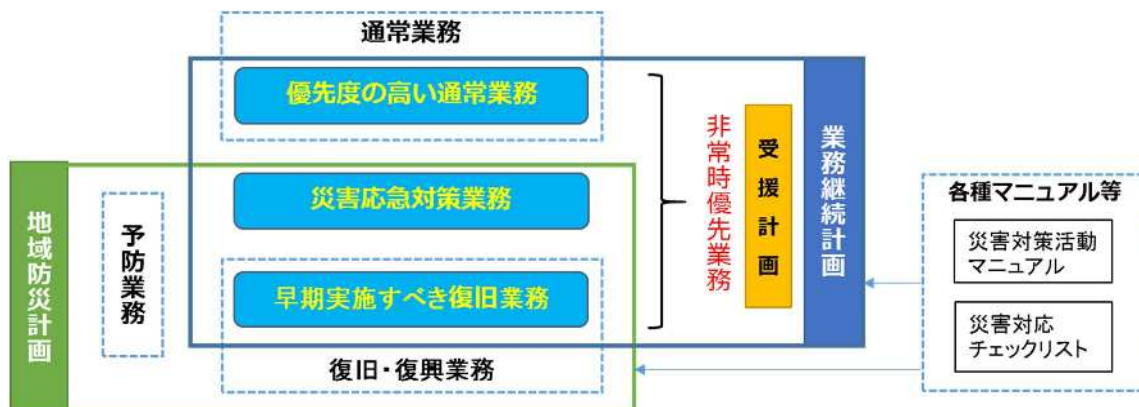 通常業務
優先度の高い通常業務
災害応急対策業務
早期実施すべき復旧業務
復旧・復興業務
地域防災計画
予防業務
非常時優先業務
受援計画
業務継続計画
各種マニュアル等
災害対策活動
マニュアル
災害対応
チェックリスト